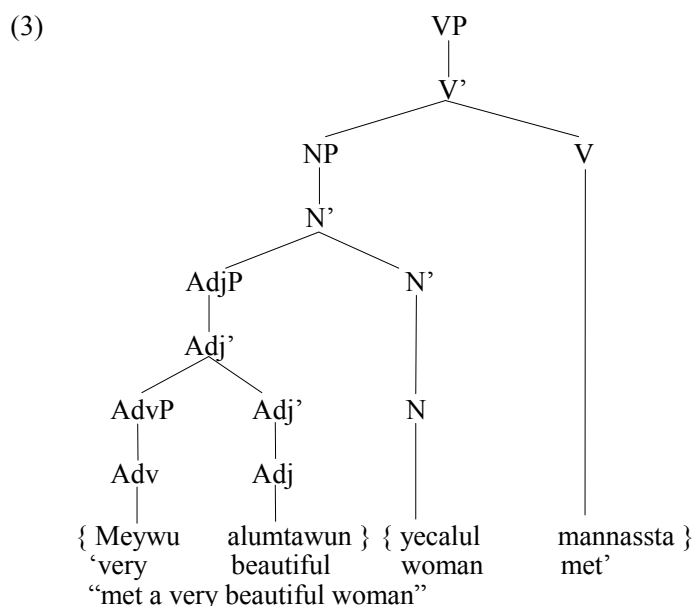 (3)
VP
V’
NP V
N’
AdjP N’
Adj’
AdvP Adj’ N
Adv Adj
{ Meywu alumtawun } { yecalul mannassta }
‘very beautiful woman met’
“met a very beautiful woman”